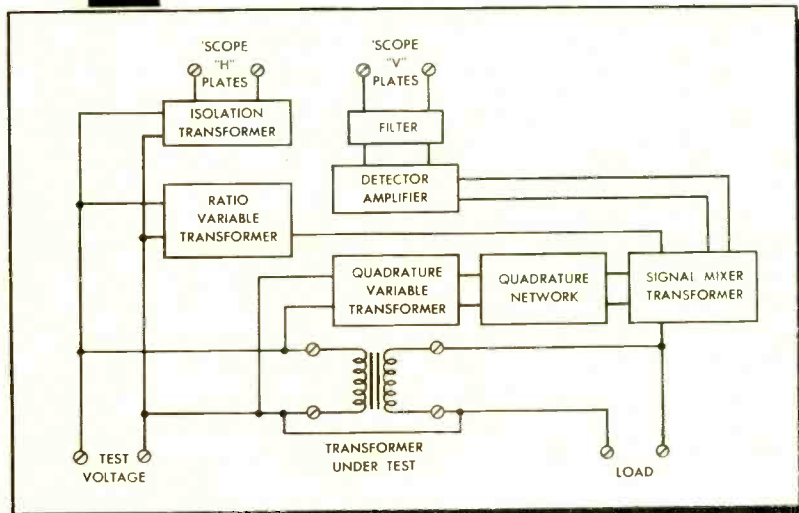 'SCOPE
"H"
PLATES
'SCOPE
"V"
PLATES
ISOLATION
TRANSFORMER
FILTER
DETECTOR
AMPLIFIER
RATIO
VARIABLE
TRANSFORMER
QUADRATURE
VARIABLE
TRANSFORMER
QUADRATURE
NETWORK
SIGNAL MIXER
TRANSFORMER
TEST
VOLTAGE
TRANSFORMER
UNDER TEST
LOAD